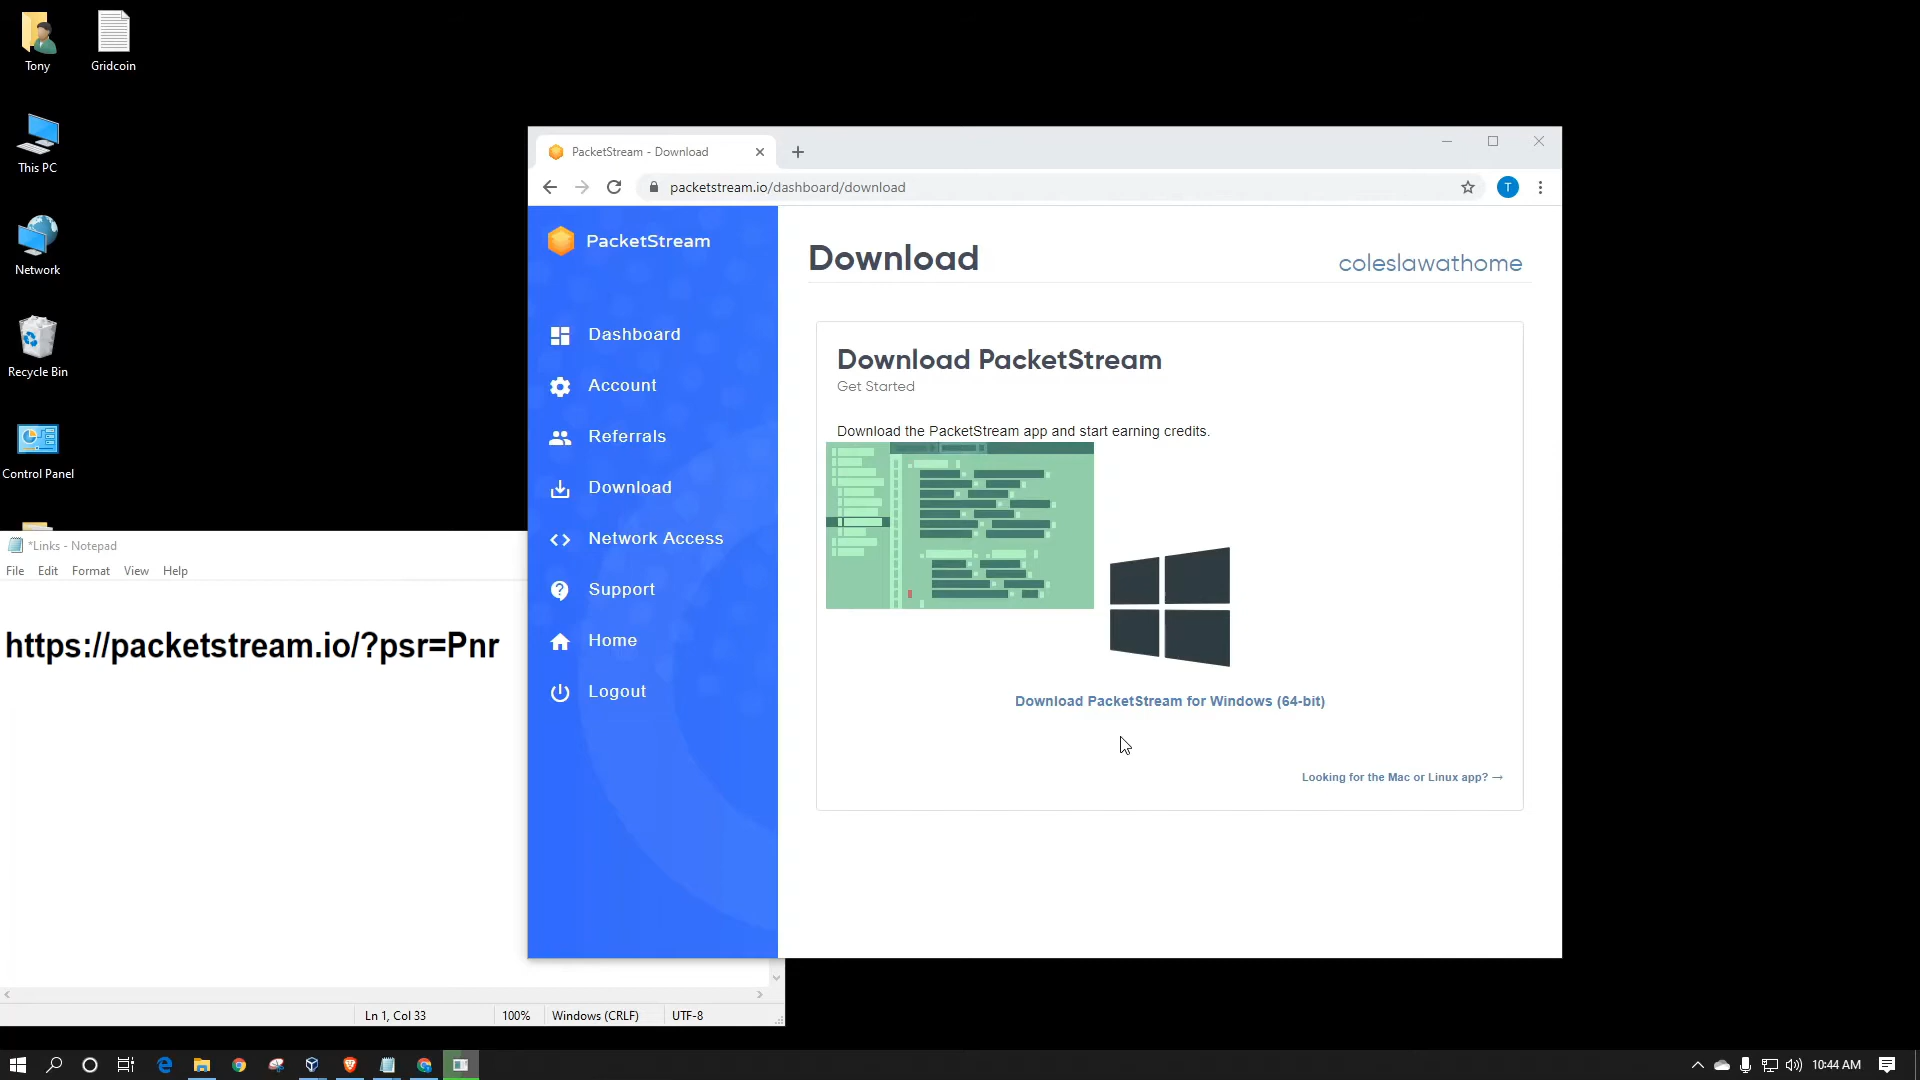 Tony
Gridcoin
This PC
Network
Recycle Bin
Control Panel
*Links - Notepad
File Edit Format View Help
https://packetstream.io/?psr=Pnr
Ln 1, Col 33
100%
Windows (CRLF)
UTF-8
PacketStream - Download
packetstream.io/dashboard/download
T
PacketStream
Dashboard
Account
Referrals
Download
Network Access
Support
Home
Logout
Download
coleslawathome
Download PacketStream
Get Started
Download the PacketStream app and start earning credits.
Download PacketStream for Windows (64-bit)
Looking for the Mac or Linux app? →
10:44 AM